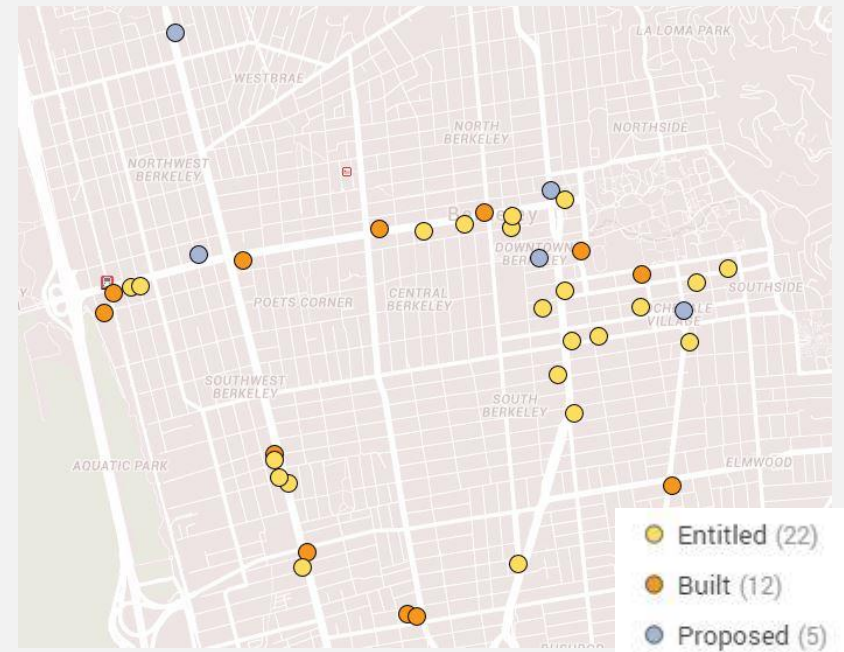 LA LOMA PARK
WESTBRAE
NORTH
BERKELEY
NORTHSIDE
NORTHWEST
BERKELEY
DOWNTOWN
SOUTHSIDE
POETS CORNER
CENTRAL
BERKELEY
VILLAGE
SOUTHWEST
BERKELEY
SOUTH
BERKELEY
AQUATIC PARK
ELMWOOD
Entitled (22)
Built (12)
Proposed (5)